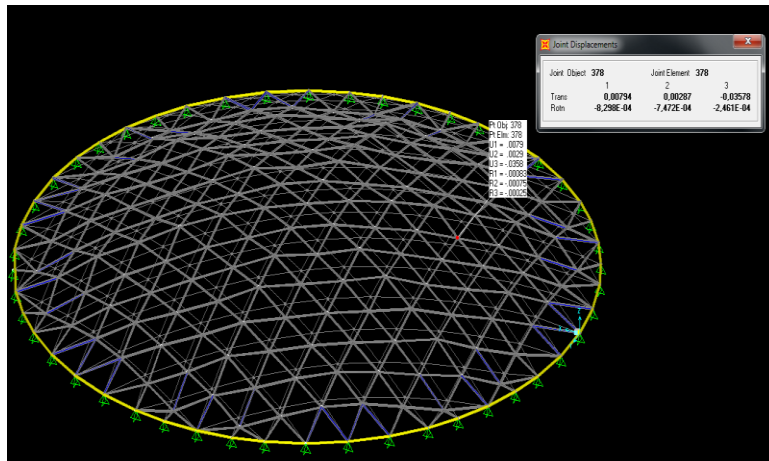 Joint Displacements
Joint Object 378 Joint Element 378
1 2 3
Trans 0,00794 0,00287 -0,03578
Rotn -8,298E-04 -7,472E-04 -2,461E-04
Pt Obj: 378
Pt Elm: 378
U1 = .0079
U2 = .0029
U3 = -.0358
R1 = -.00083
R2 = -.00075
R3 = -.00025